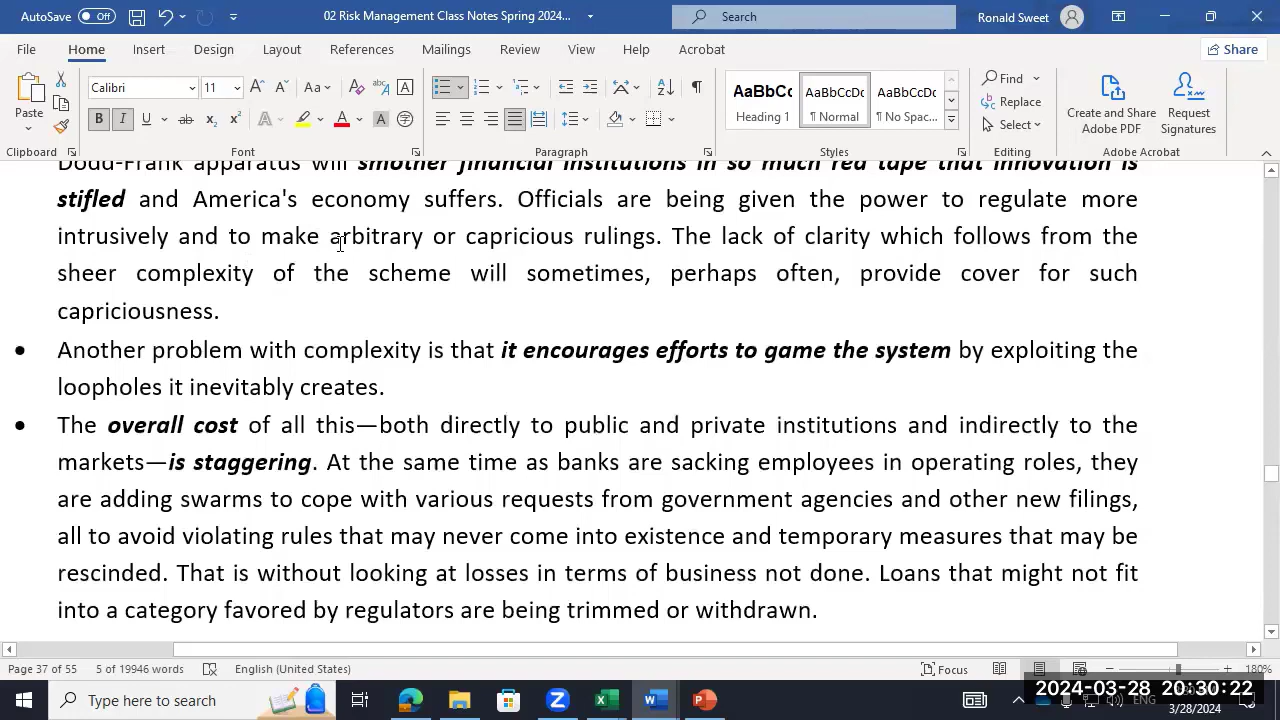 AutoSave Off 02 Risk Management Class Notes Spring 2024... Search Ronald Sweet
File Home Insert Design Layout References Mailings Review View Help Acrobat Share
Calibri 11 Aa AaBbCc AaBbCcDc AaBbCcDc Find
Paste Replace Create and Share Request
B I U ab x2 x2 A A A Heading 1 ¶ Normal ¶ No Spac... Select Adobe PDF Signatures
Clipboard Font Paragraph Styles Editing Adobe Acrobat
Dodd-Frank apparatus will smother financial institutions in so much red tape that innovation is
stifled and America's economy suffers. Officials are being given the power to regulate more
intrusively and to make arbitrary or capricious rulings. The lack of clarity which follows from the
sheer complexity of the scheme will sometimes, perhaps often, provide cover for such
capriciousness.
• Another problem with complexity is that it encourages efforts to game the system by exploiting the
loopholes it inevitably creates.
• The overall cost of all this—both directly to public and private institutions and indirectly to the
markets—is staggering. At the same time as banks are sacking employees in operating roles, they
are adding swarms to cope with various requests from government agencies and other new filings,
all to avoid violating rules that may never come into existence and temporary measures that may be
rescinded. That is without looking at losses in terms of business not done. Loans that might not fit
into a category favored by regulators are being trimmed or withdrawn.
Page 37 of 55 5 of 19946 words English (United States) Focus 180%
Type here to search ENG 2024-03-28 20:30:22
3/28/2024